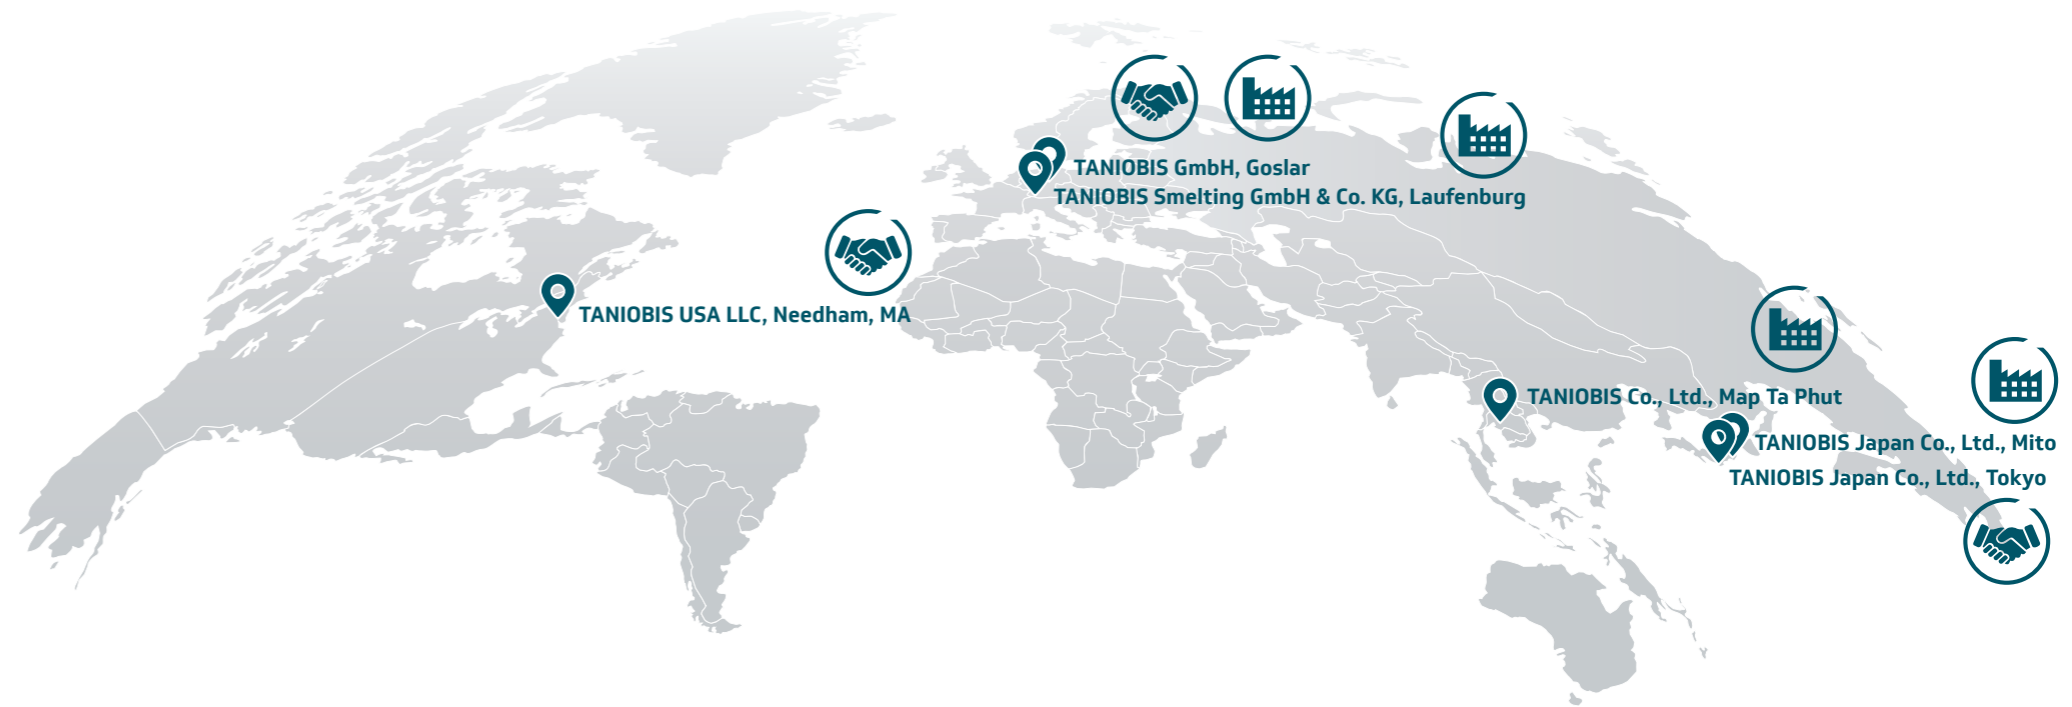 TANIOBIS GmbH, Goslar
TANIOBIS Smelting GmbH & Co. KG, Laufenburg
TANIOBIS USA LLC, Needham, MA
TANIOBIS Co., Ltd., Map Ta Phut
TANIOBIS Japan Co., Ltd., Mito
TANIOBIS Japan Co., Ltd., Tokyo